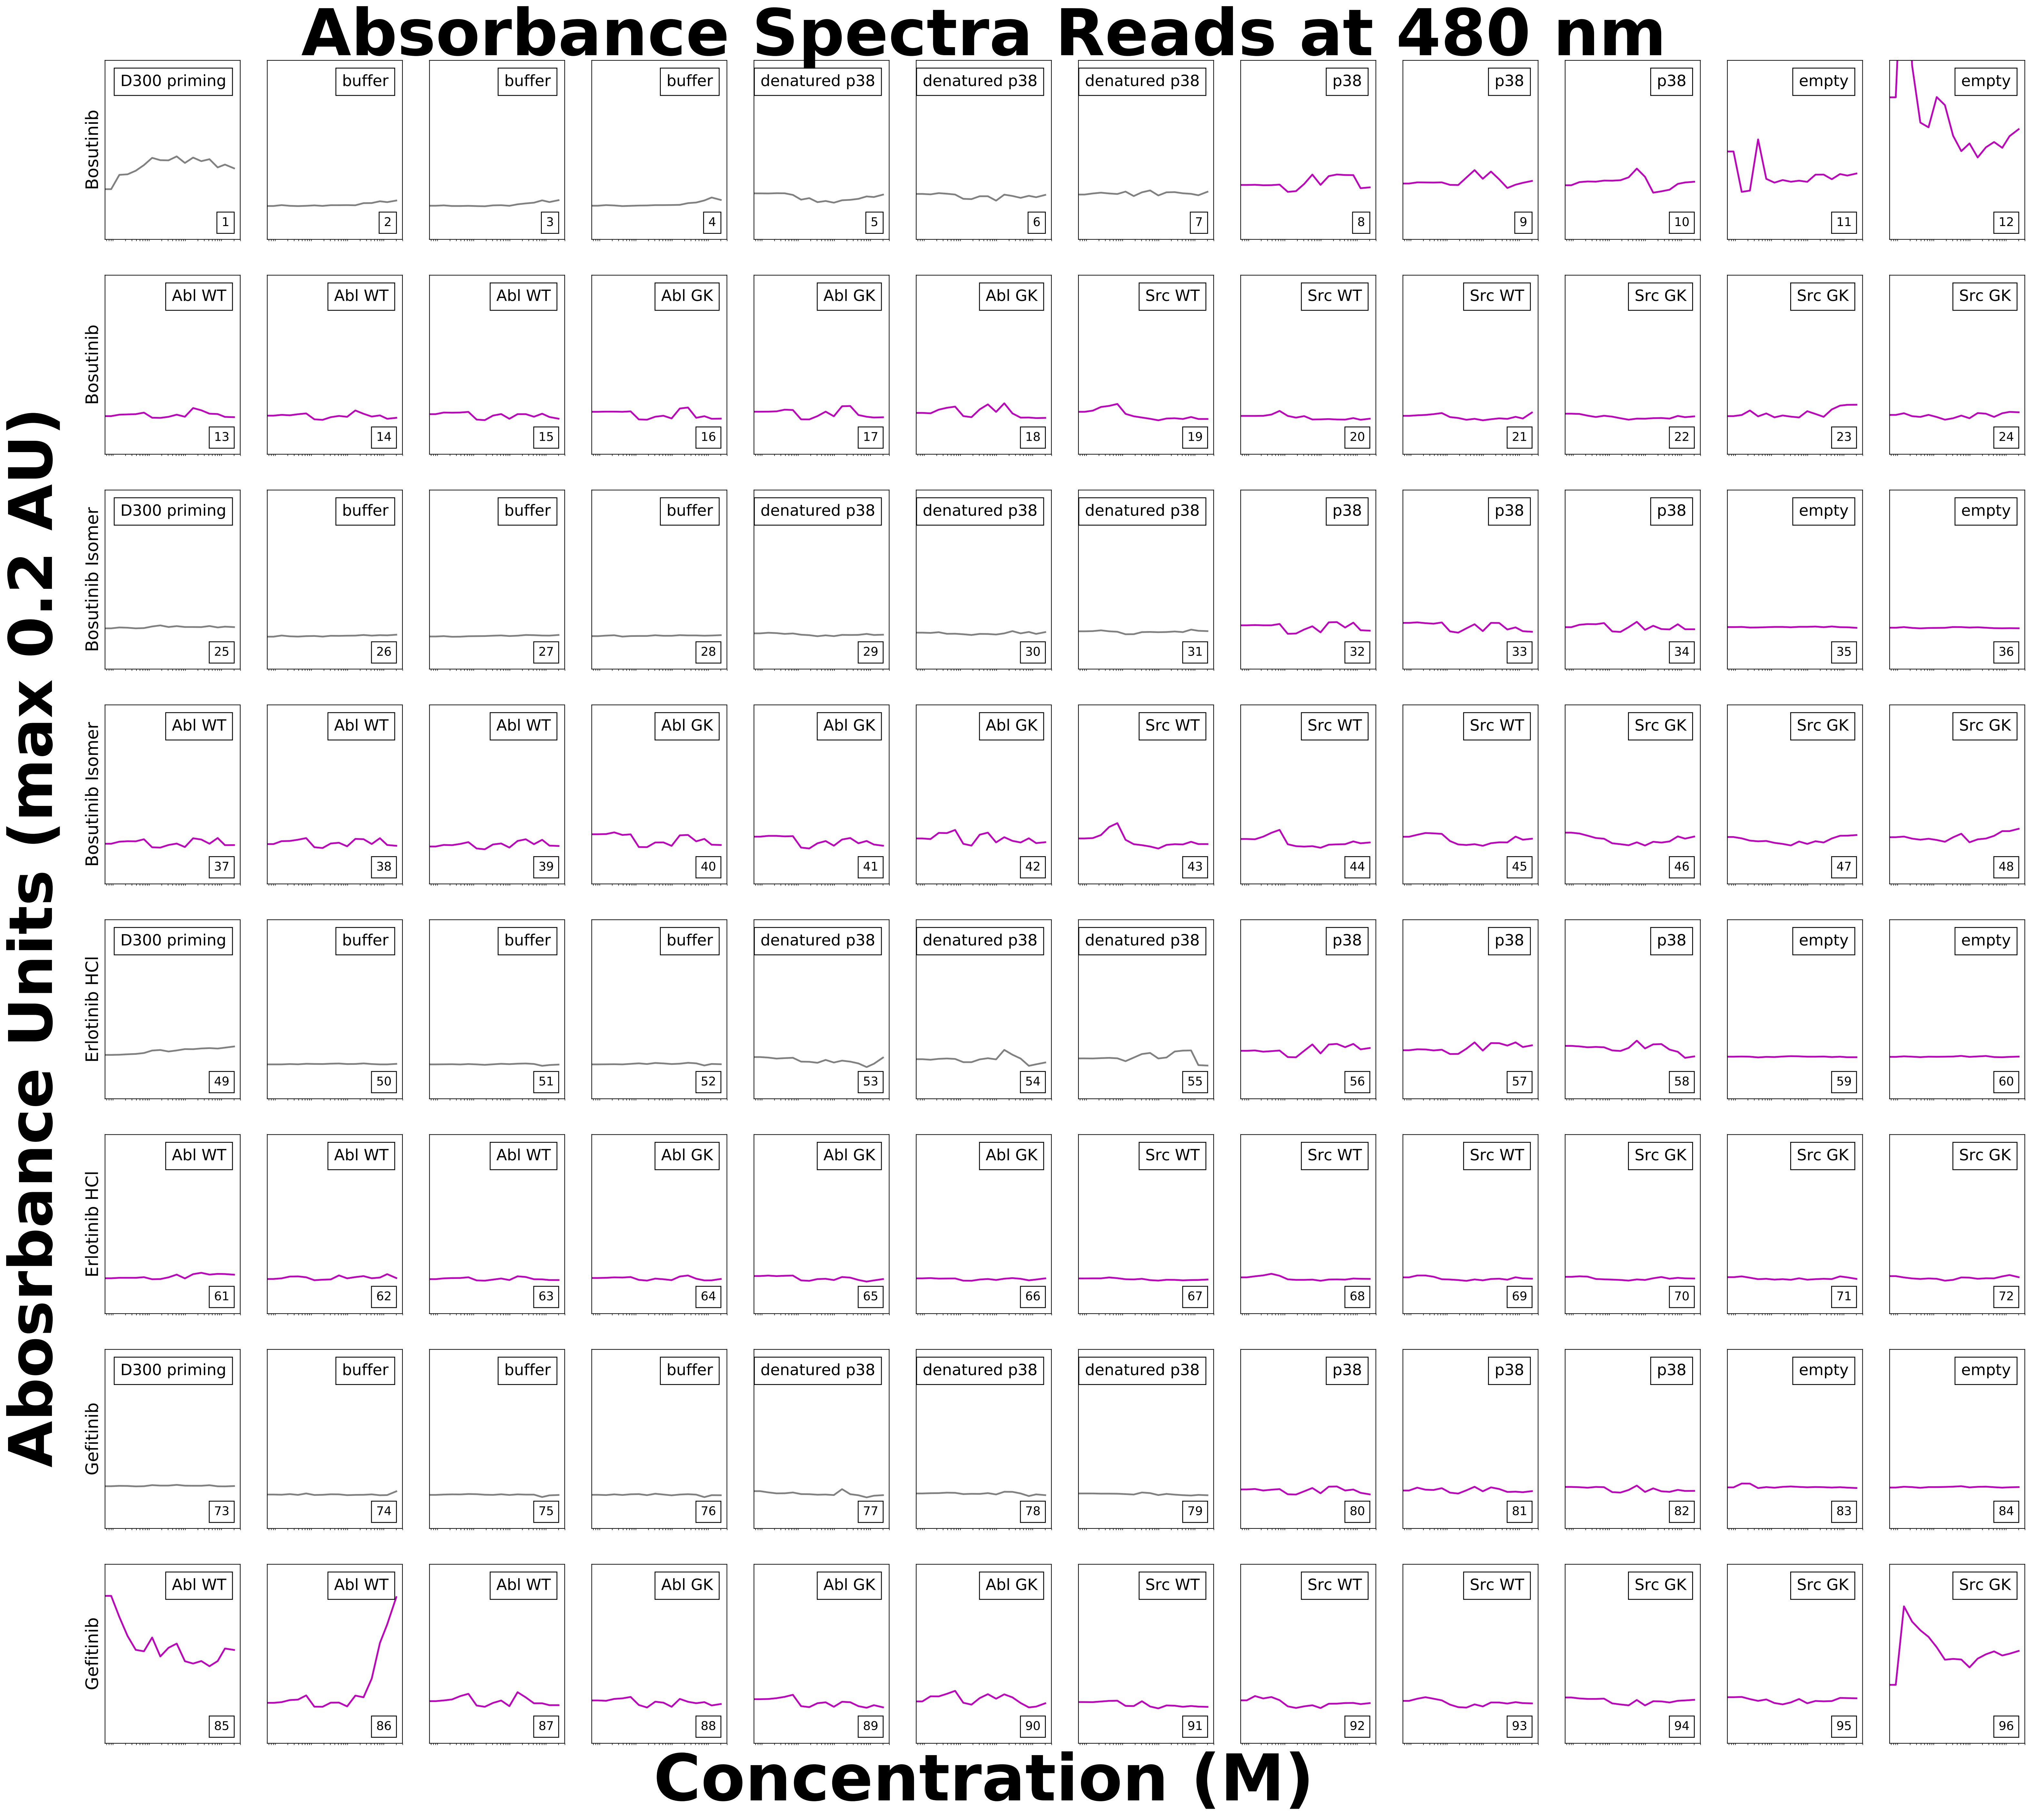 Absorbance Spectra Reads at 480 nm
Abosrbance Units (max 0.2 AU)
Bosutinib
D300 priming buffer buffer buffer denatured p38 denatured p38 denatured p38 p38 p38 p38 empty empty
1 2 3 4 5 6 7 8 9 10 11 12
Bosutinib
Abl WT Abl WT Abl WT Abl GK Abl GK Abl GK Src WT Src WT Src WT Src GK Src GK Src GK
13 14 15 16 17 18 19 20 21 22 23 24
Bosutinib Isomer
D300 priming buffer buffer buffer denatured p38 denatured p38 denatured p38 p38 p38 p38 empty empty
25 26 27 28 29 30 31 32 33 34 35 36
Bosutinib Isomer
Abl WT Abl WT Abl WT Abl GK Abl GK Abl GK Src WT Src WT Src WT Src GK Src GK Src GK
37 38 39 40 41 42 43 44 45 46 47 48
Erlotinib HCl
D300 priming buffer buffer buffer denatured p38 denatured p38 denatured p38 p38 p38 p38 empty empty
49 50 51 52 53 54 55 56 57 58 59 60
Erlotinib HCl
Abl WT Abl WT Abl WT Abl GK Abl GK Abl GK Src WT Src WT Src WT Src GK Src GK Src GK
61 62 63 64 65 66 67 68 69 70 71 72
Gefitinib
D300 priming buffer buffer buffer denatured p38 denatured p38 denatured p38 p38 p38 p38 empty empty
73 74 75 76 77 78 79 80 81 82 83 84
Gefitinib
Abl WT Abl WT Abl WT Abl GK Abl GK Abl GK Src WT Src WT Src WT Src GK Src GK Src GK
85 86 87 88 89 90 91 92 93 94 95 96
Concentration (M)